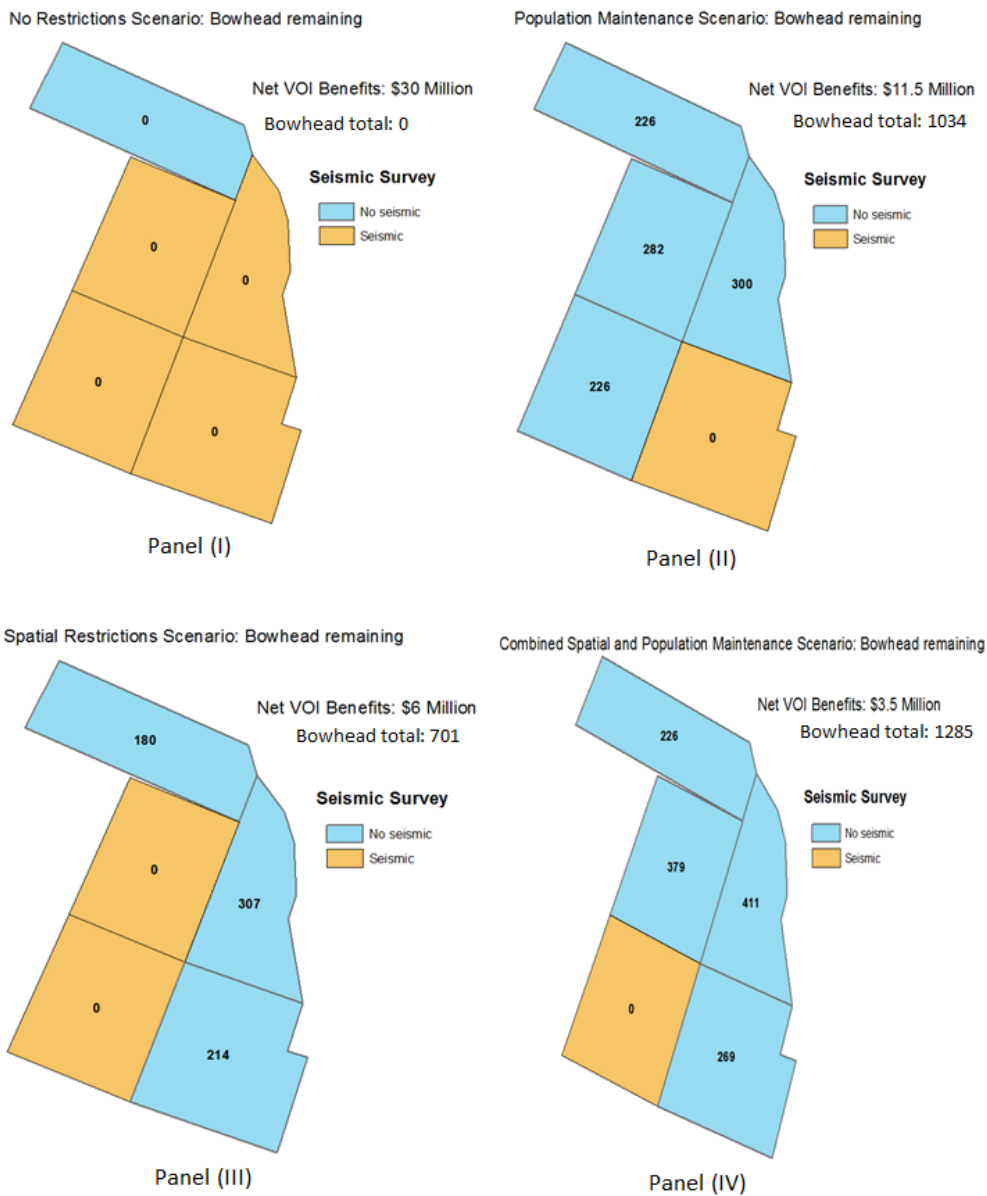 No Restrictions Scenario: Bowhead remaining
Net VOI Benefits: $30 Million
Bowhead total: 0
0
Seismic Survey
No seismic
Seismic
0
0
0
0
Panel (I)
Population Maintenance Scenario: Bowhead remaining
Net VOI Benefits: $11.5 Million
Bowhead total: 1034
226
Seismic Survey
No seismic
Seismic
282
300
226
0
Panel (II)
Spatial Restrictions Scenario: Bowhead remaining
Net VOI Benefits: $6 Million
Bowhead total: 701
180
Seismic Survey
No seismic
Seismic
0
307
0
214
Panel (III)
Combined Spatial and Population Maintenance Scenario: Bowhead remaining
Net VOI Benefits: $3.5 Million
Bowhead total: 1285
226
Seismic Survey
No seismic
Seismic
379
411
0
269
Panel (IV)